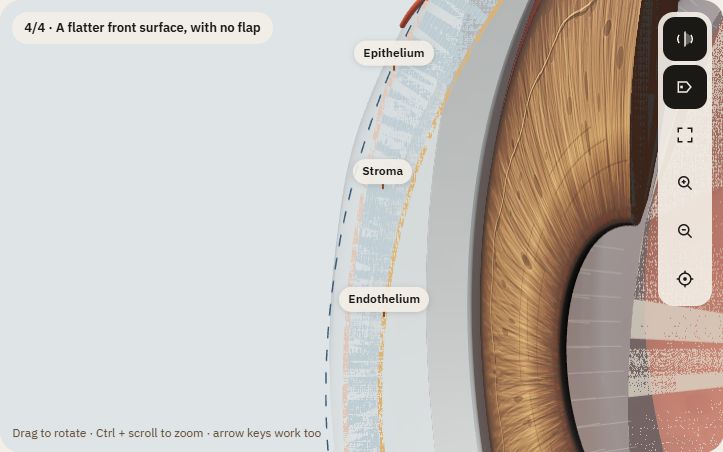 4/4 · A flatter front surface, with no flap
Epithelium
Stroma
Endothelium
Drag to rotate · Ctrl + scroll to zoom · arrow keys work too